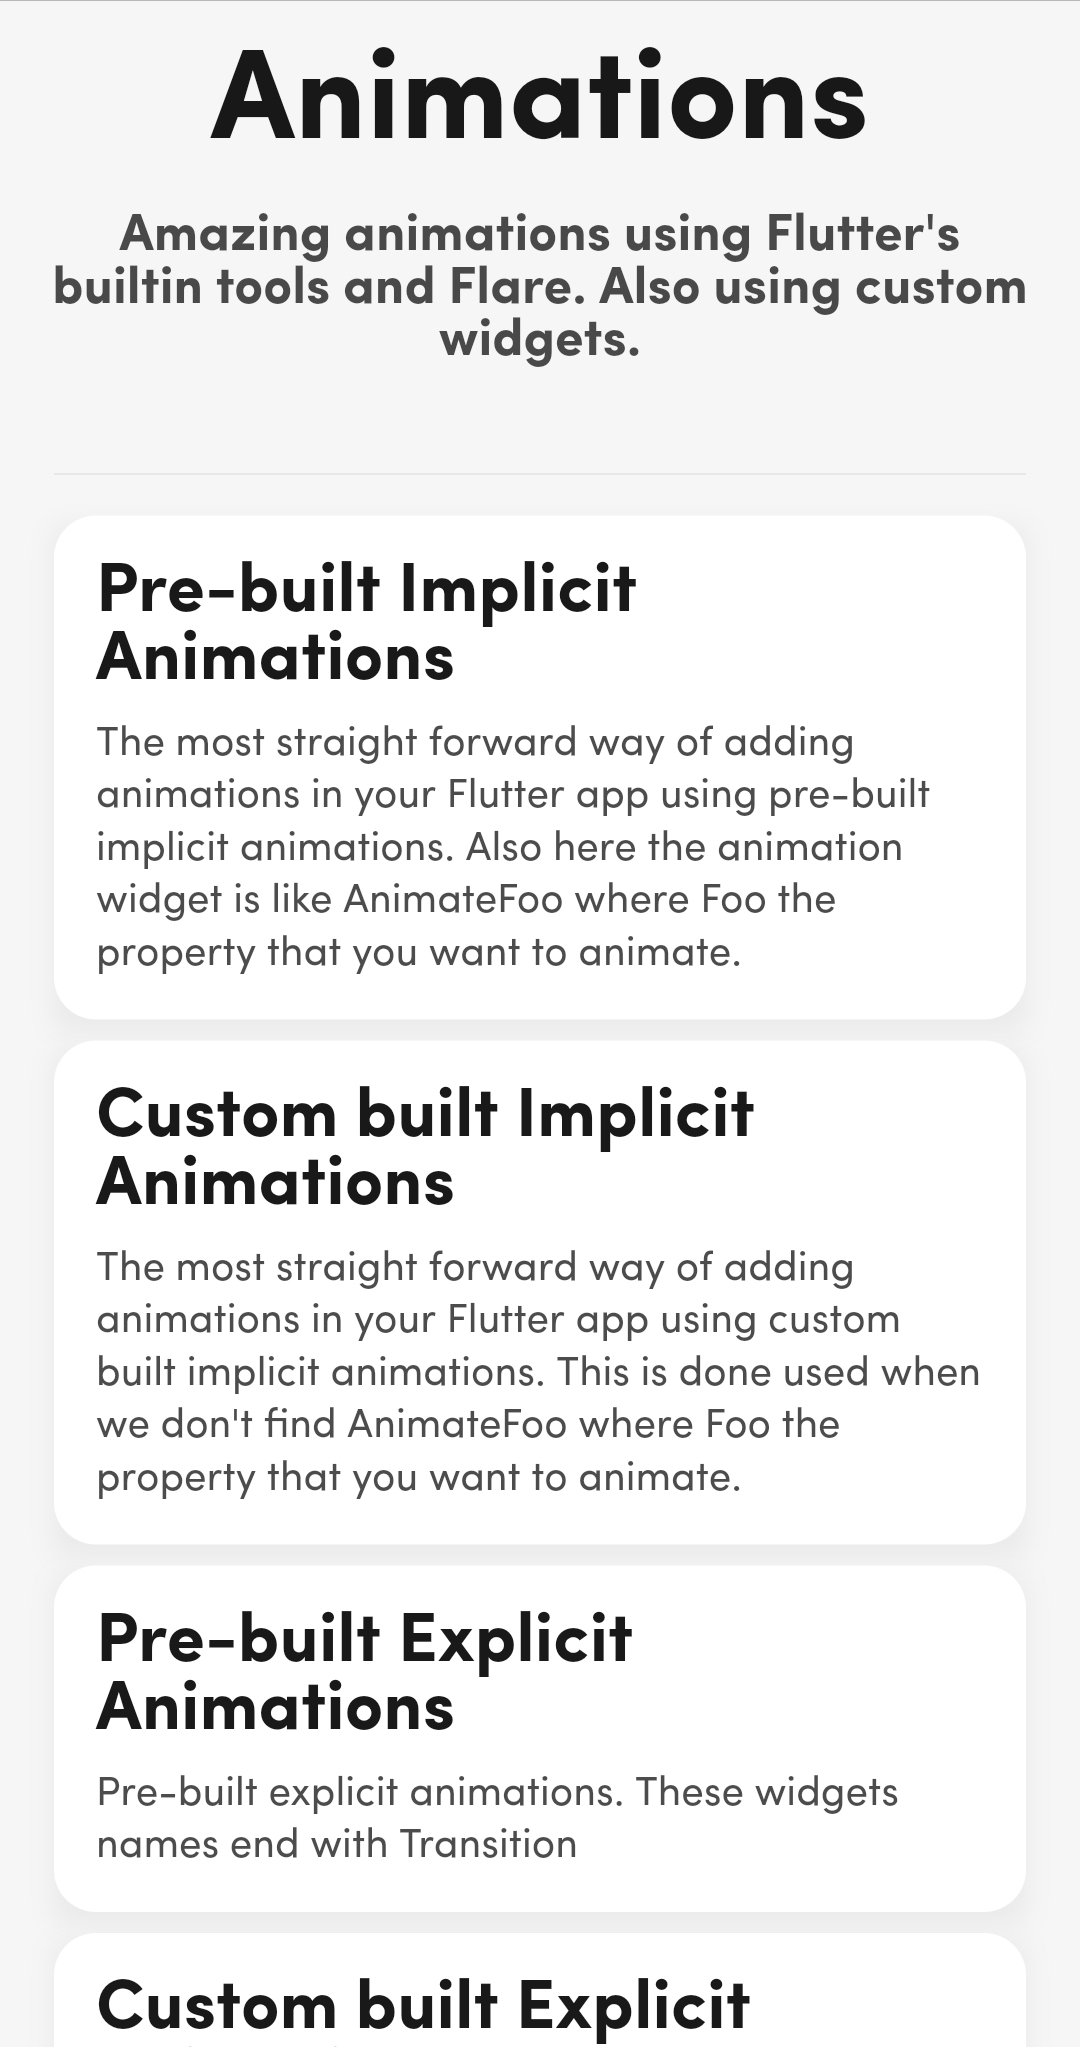 Animations
Amazing animations using Flutter's
builtin tools and Flare. Also using custom
widgets.
Pre-built Implicit
Animations
The most straight forward way of adding
animations in your Flutter app using pre-built
implicit animations. Also here the animation
widget is like AnimateFoo where Foo the
property that you want to animate.
Custom built Implicit
Animations
The most straight forward way of adding
animations in your Flutter app using custom
built implicit animations. This is done used when
we don't find AnimateFoo where Foo the
property that you want to animate.
Pre-built Explicit
Animations
Pre-built explicit animations. These widgets
names end with Transition
Custom built Explicit